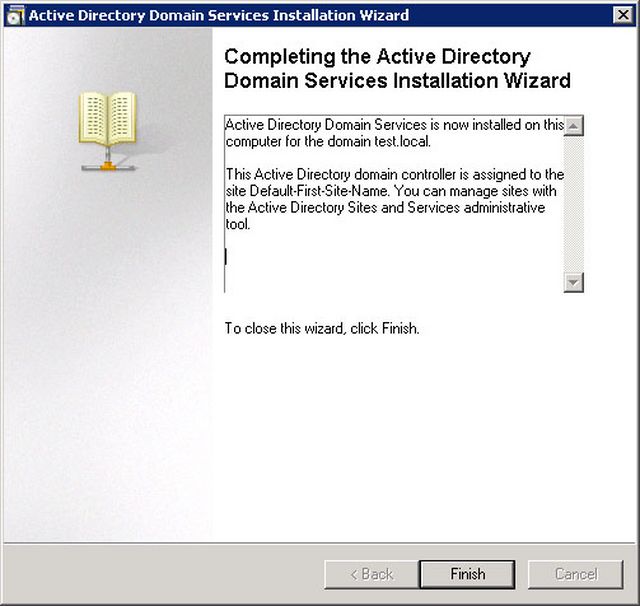 Active Directory Domain Services Installation Wizard
Completing the Active Directory
Domain Services Installation Wizard
Active Directory Domain Services is now installed on this
computer for the domain test.local.
This Active Directory domain controller is assigned to the
site Default-First-Site-Name. You can manage sites with
the Active Directory Sites and Services administrative
tool.
To close this wizard, click Finish.
< Back
Finish
Cancel